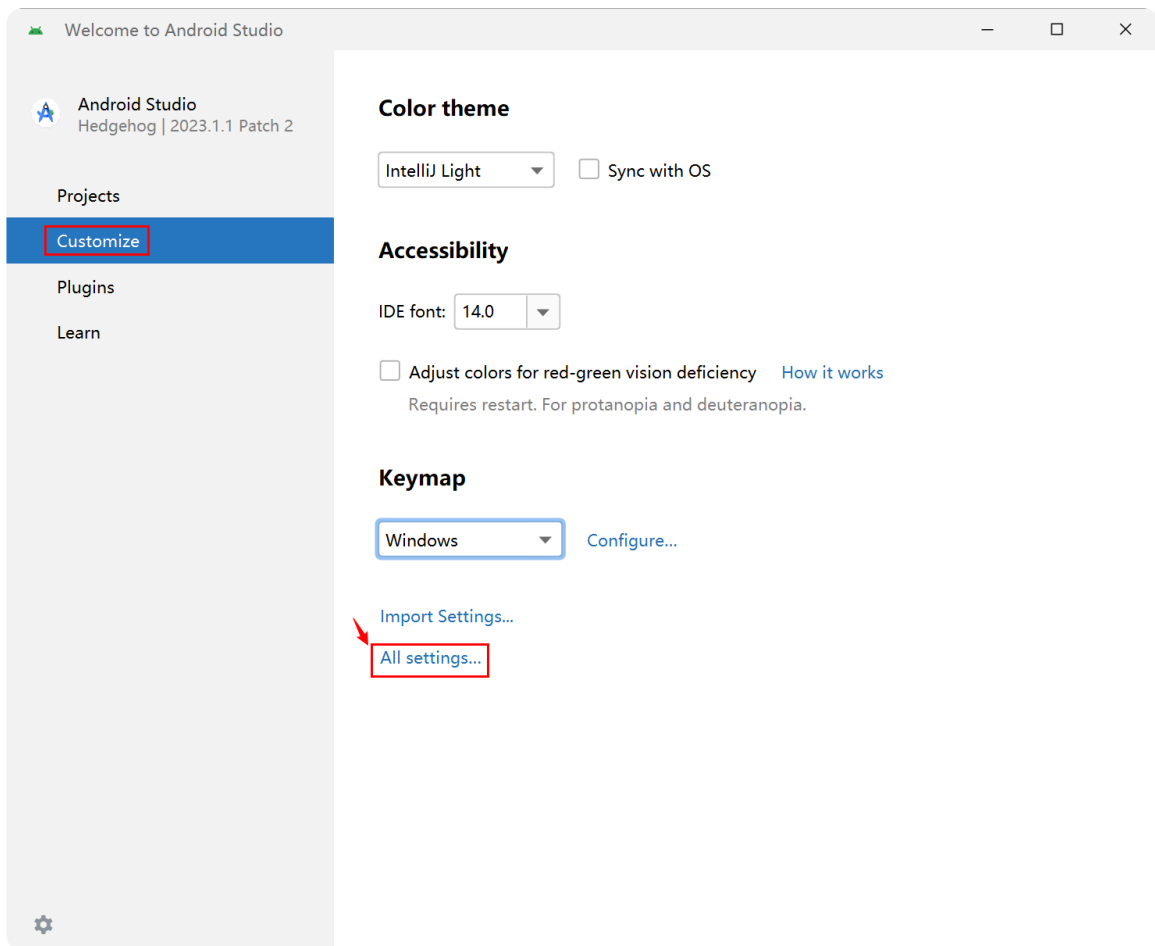 Welcome to Android Studio
Android Studio
Hedgehog | 2023.1.1 Patch 2
Projects
Customize
Plugins
Learn
Color theme
IntelliJ Light
Sync with OS
Accessibility
IDE font: 14.0
Adjust colors for red-green vision deficiency How it works
Requires restart. For protanopia and deuteranopia.
Keymap
Windows
Configure...
Import Settings...
All settings...